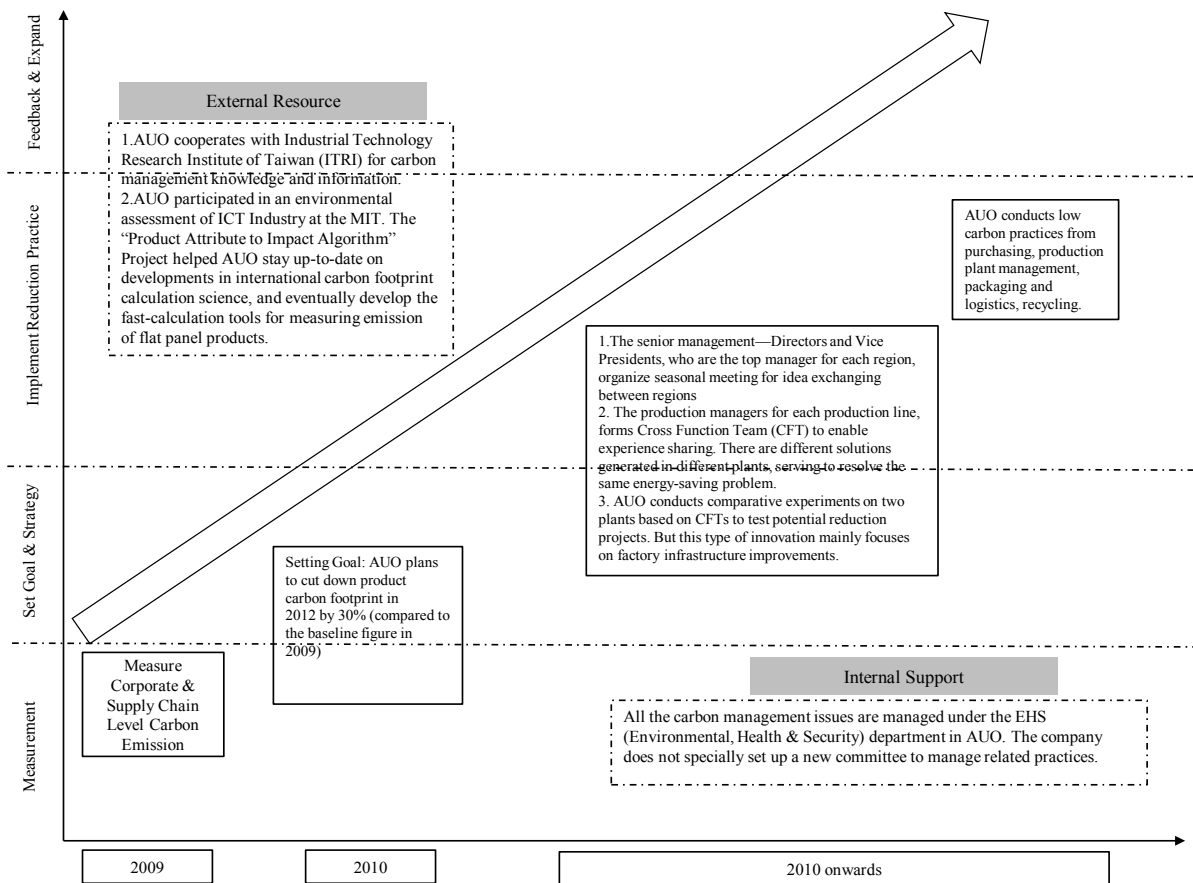 Feedback & Expand
Implement Reduction Practice
Set Goal & Strategy
Measurement
External Resource
1.AUO cooperates with Industrial Technology
Research Institute of Taiwan (ITRI) for carbon
management knowledge and information.
2.AUO participated in an environmental
assessment of ICT Industry at the MIT. The
“Product Attribute to Impact Algorithm”
Project helped AUO stay up-to-date on
developments in international carbon footprint
calculation science, and eventually develop the
fast-calculation tools for measuring emission
of flat panel products.
AUO conducts low
carbon practices from
purchasing, production
plant management,
packaging and
logistics, recycling.
1.The senior management—Directors and Vice
Presidents, who are the top manager for each region,
organize seasonal meeting for idea exchanging
between regions
2. The production managers for each production line,
forms Cross Function Team (CFT) to enable
experience sharing. There are different solutions
generated in different plants, serving to resolve the
same energy-saving problem.
3. AUO conducts comparative experiments on two
plants based on CFTs to test potential reduction
projects. But this type of innovation mainly focuses
on factory infrastructure improvements.
Setting Goal: AUO plans
to cut down product
carbon footprint in
2012 by 30% (compared to
the baseline figure in
2009)
Measure
Corporate &
Supply Chain
Level Carbon
Emission
Internal Support
All the carbon management issues are managed under the EHS
(Environmental, Health & Security) department in AUO. The company
does not specially set up a new committee to manage related practices.
2009
2010
2010 onwards